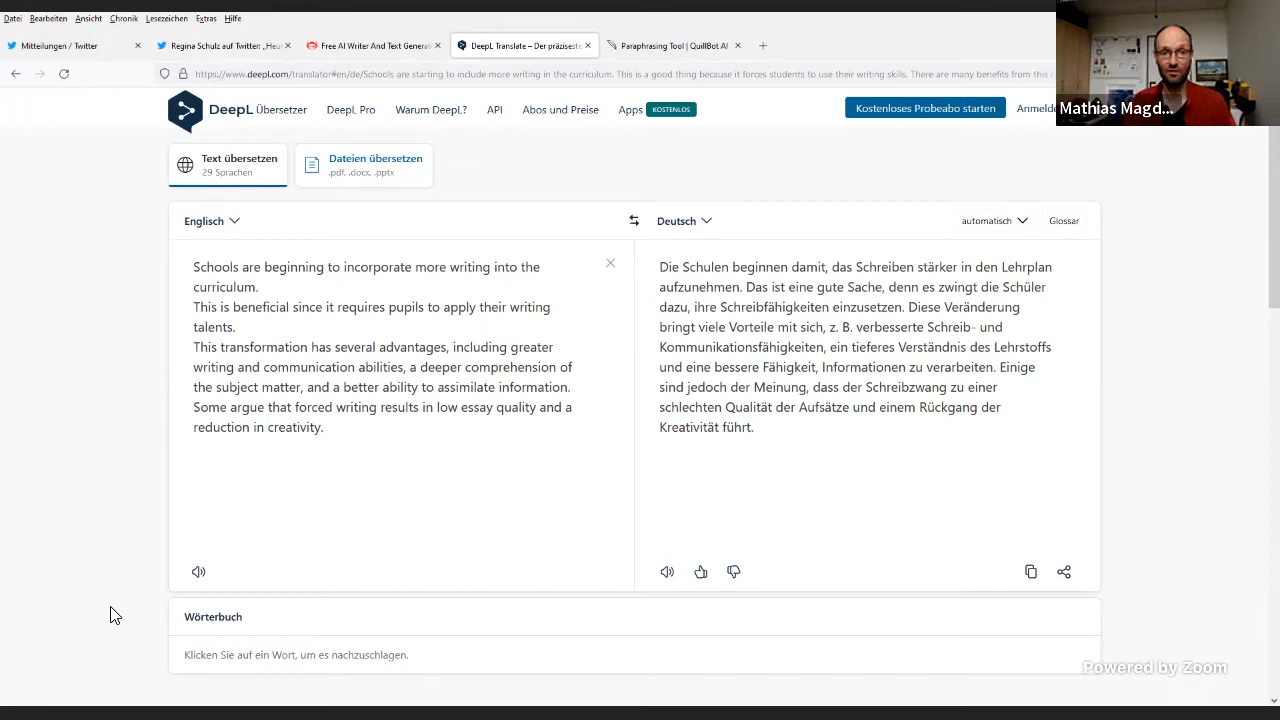 Datei Bearbeiten Ansicht Chronik Lesezeichen Extras Hilfe
Mitteilungen / Twitter
Regina Schulz auf Twitter: „Heu
Free AI Writer And Text Generat
DeepL Translate – Der präziseste
Paraphrasing Tool | QuillBot AI
https://www.deepl.com/translator#en/de/Schools are starting to include more writing in the curriculum. This is a good thing because it forces students to use their writing skills. There are many benefits from this
Mathias Magd...
DeepL Übersetzer
DeepL Pro
Warum DeepL?
API
Abos und Preise
Apps KOSTENLOS
Kostenloses Probeabo starten
Anmelde
Text übersetzen
29 Sprachen
Dateien übersetzen
.pdf, .docx, .pptx
Englisch
Deutsch
automatisch
Glossar
Schools are beginning to incorporate more writing into the
curriculum.
This is beneficial since it requires pupils to apply their writing
talents.
This transformation has several advantages, including greater
writing and communication abilities, a deeper comprehension of
the subject matter, and a better ability to assimilate information.
Some argue that forced writing results in low essay quality and a
reduction in creativity.
Die Schulen beginnen damit, das Schreiben stärker in den Lehrplan
aufzunehmen. Das ist eine gute Sache, denn es zwingt die Schüler
dazu, ihre Schreibfähigkeiten einzusetzen. Diese Veränderung
bringt viele Vorteile mit sich, z. B. verbesserte Schreib- und
Kommunikationsfähigkeiten, ein tieferes Verständnis des Lehrstoffs
und eine bessere Fähigkeit, Informationen zu verarbeiten. Einige
sind jedoch der Meinung, dass der Schreibzwang zu einer
schlechten Qualität der Aufsätze und einem Rückgang der
Kreativität führt.
Wörterbuch
Klicken Sie auf ein Wort, um es nachzuschlagen.
Powered by Zoom